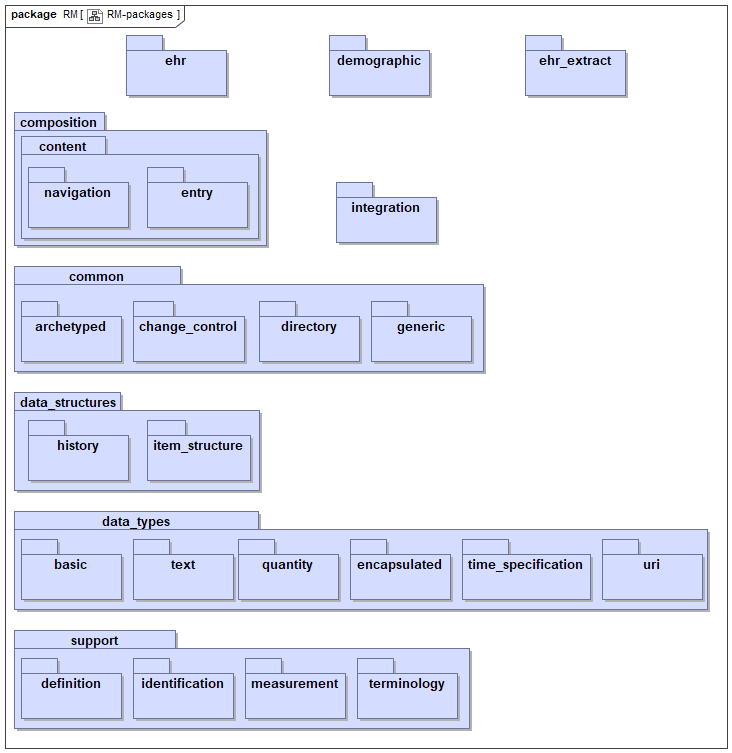 package RM [ RM-packages ]
ehr
demographic
ehr_extract
composition
content
navigation
entry
integration
common
archetyped
change_control
directory
generic
data_structures
history
item_structure
data_types
basic
text
quantity
encapsulated
time_specification
uri
support
definition
identification
measurement
terminology